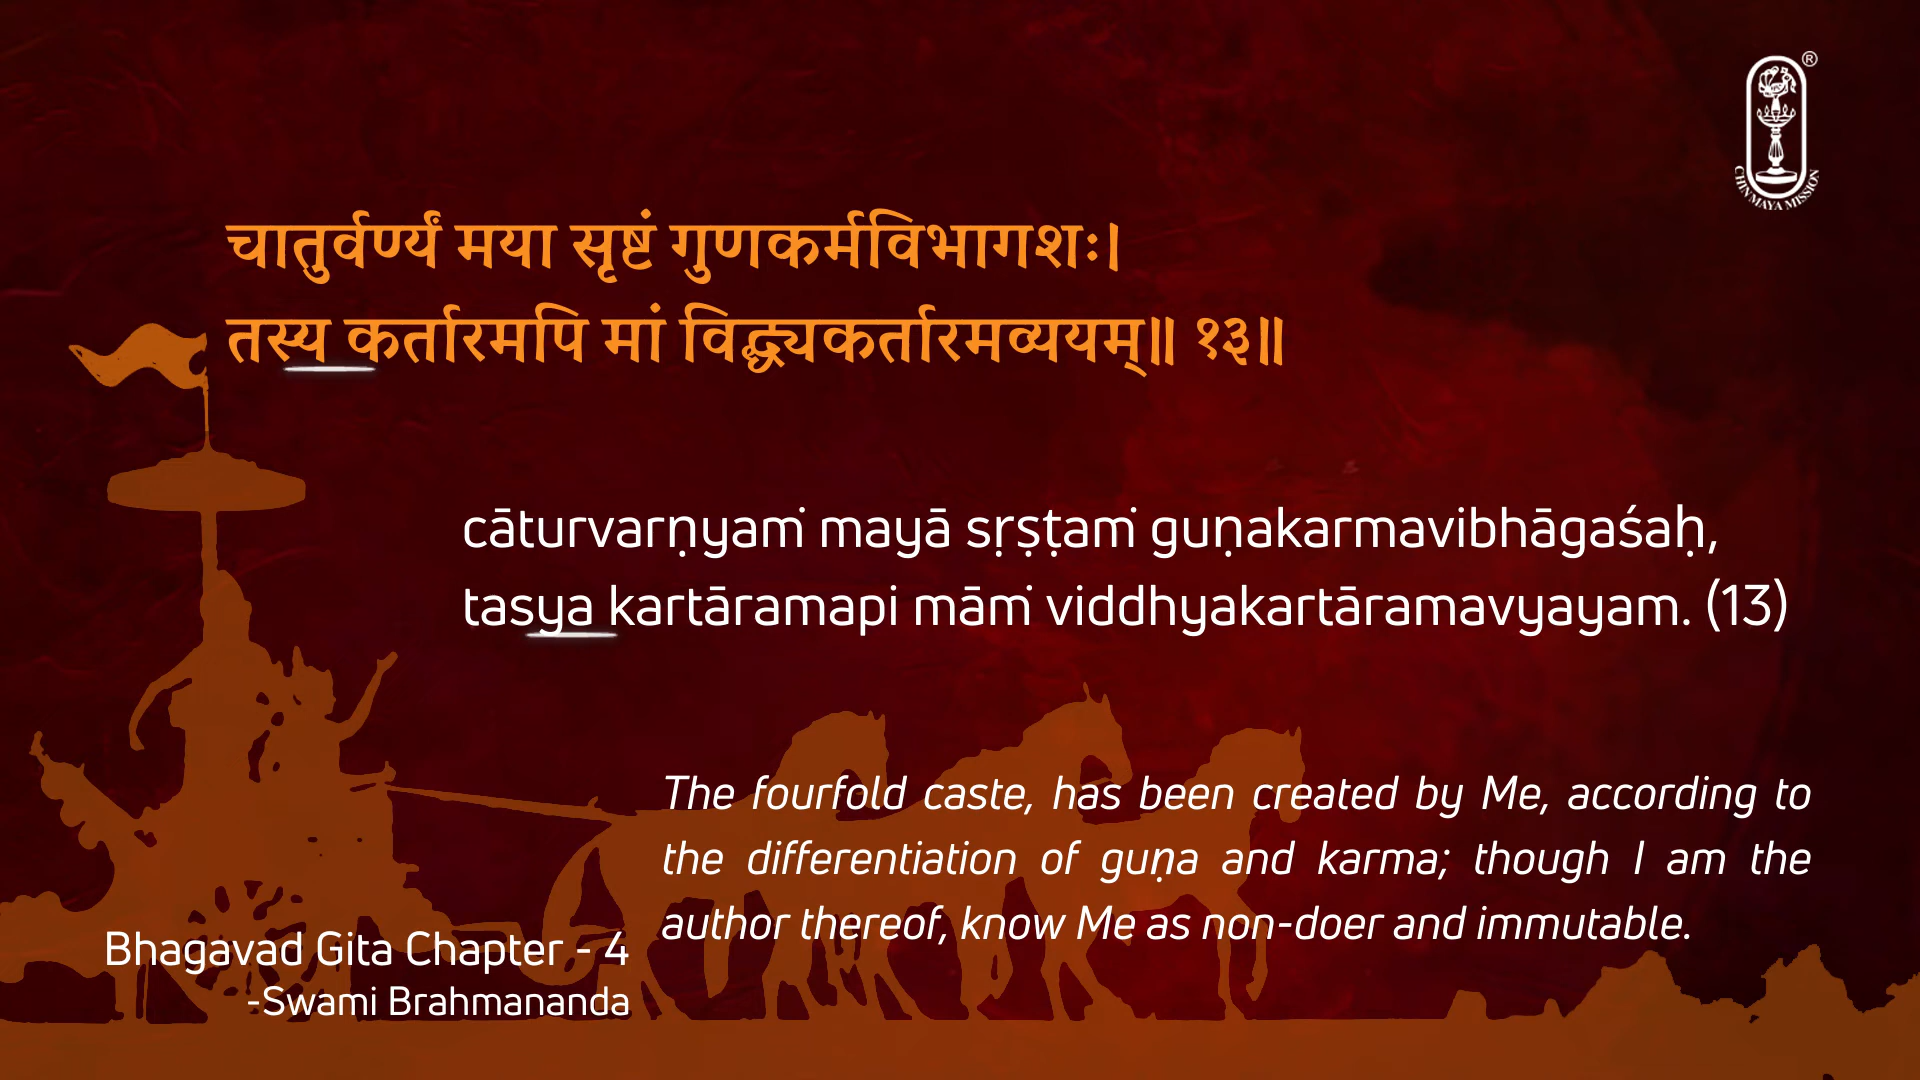 ®
CHINMAYA MISSION
चातुर्वर्ण्यं मया सृष्टं गुणकर्मविभागशः।
तस्य कर्तारमपि मां विद्ध्यकर्तारमव्ययम्॥ १३॥
cāturvarṇyaṁ mayā sṛṣṭaṁ guṇakarmavibhāgaśaḥ,
tasya kartāramapi māṁ viddhyakartāramavyayam. (13)
The fourfold caste, has been created by Me, according to
the differentiation of guṇa and karma; though I am the
author thereof, know Me as non-doer and immutable.
Bhagavad Gita Chapter - 4
-Swami Brahmananda